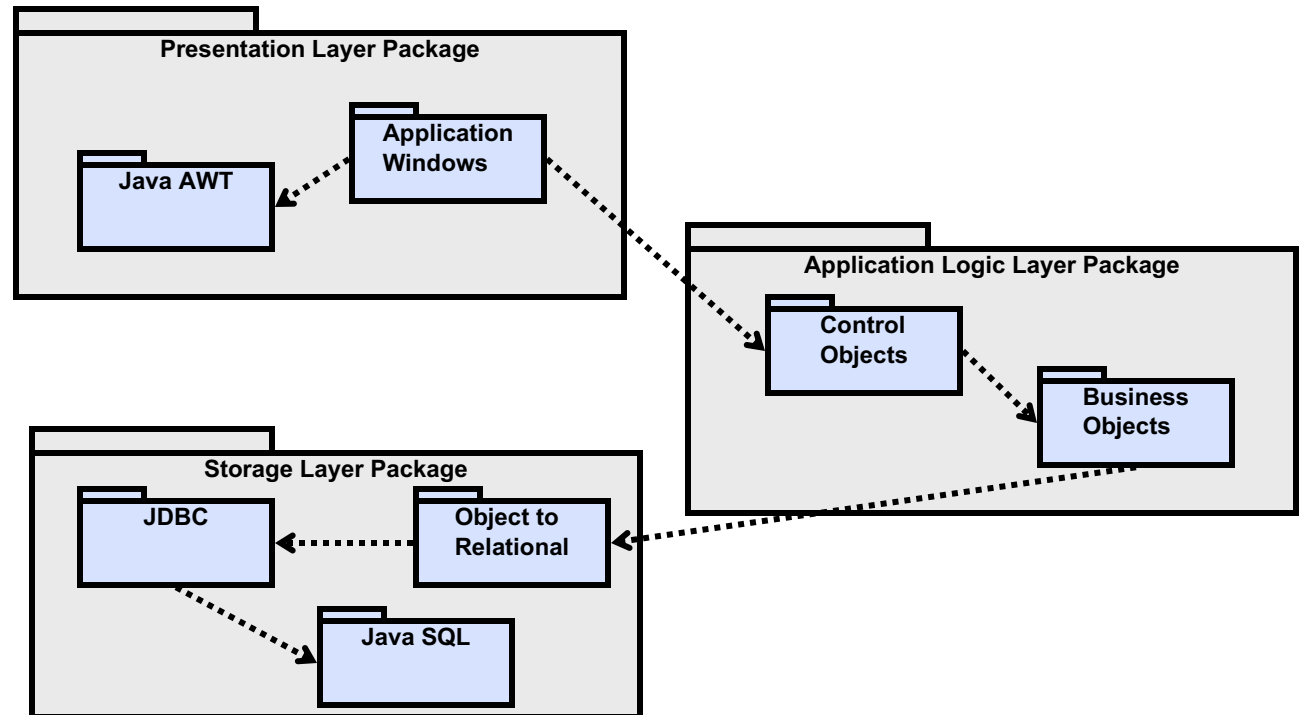 Presentation Layer Package
Application
Windows
Java AWT
Application Logic Layer Package
Control
Objects
Business
Objects
Storage Layer Package
JDBC
Object to
Relational
Java SQL